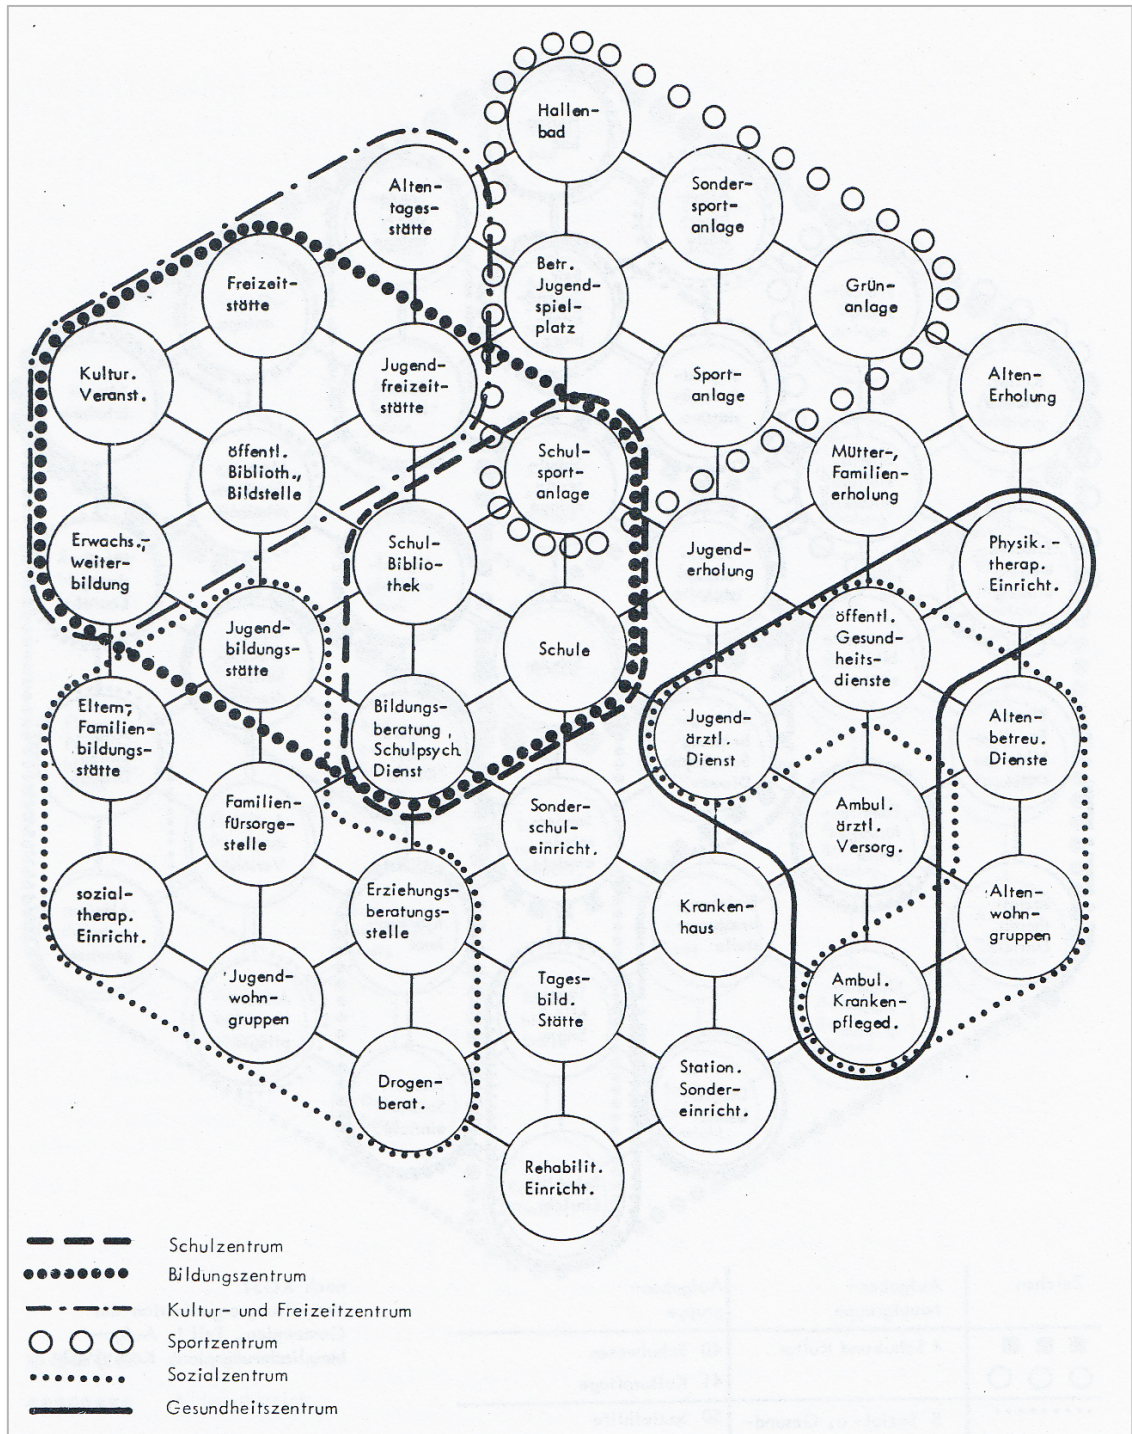 Hallen-
bad
Alten-
tages-
stätte
Sonder-
sport-
anlage
Freizeit-
stätte
Betr.
Jugend-
spiel-
platz
Grün-
anlage
Kultur.
Veranst.
Jugend-
freizeit-
stätte
Sport-
anlage
Alten-
Erholung
öffentl.
Biblioth.,
Bildstelle
Schul-
sport-
anlage
Mütter-,
Familien-
erholung
Erwachs.-,
weiter-
bildung
Schul-
Biblio-
thek
Jugend-
erholung
Physik.-
therap.
Einricht.
Jugend-
bildungs-
stätte
Schule
öffentl.
Gesund-
heits-
dienste
Eltern-,
Familien-
bildungs-
stätte
Bildungs-
beratung,
Schulpsych.
Dienst
Jugend-
ärztl.
Dienst
Alten-
betreu.
Dienste
Familien-
fürsorge-
stelle
Sonder-
schul-
einricht.
Ambul.
ärztl.
Versorg.
sozial-
therap.
Einricht.
Erziehungs-
beratungs-
stelle
Kranken-
haus
Alten-
wohn-
gruppen
Jugend-
wohn-
gruppen
Tages-
bild.
Stätte
Ambul.
Kranken-
pfleged.
Drogen-
berat.
Station.
Sonder-
einricht.
Rehabilit.
Einricht.
Schulzentrum
Bildungszentrum
Kultur- und Freizeitzentrum
Sportzentrum
Sozialzentrum
Gesundheitszentrum